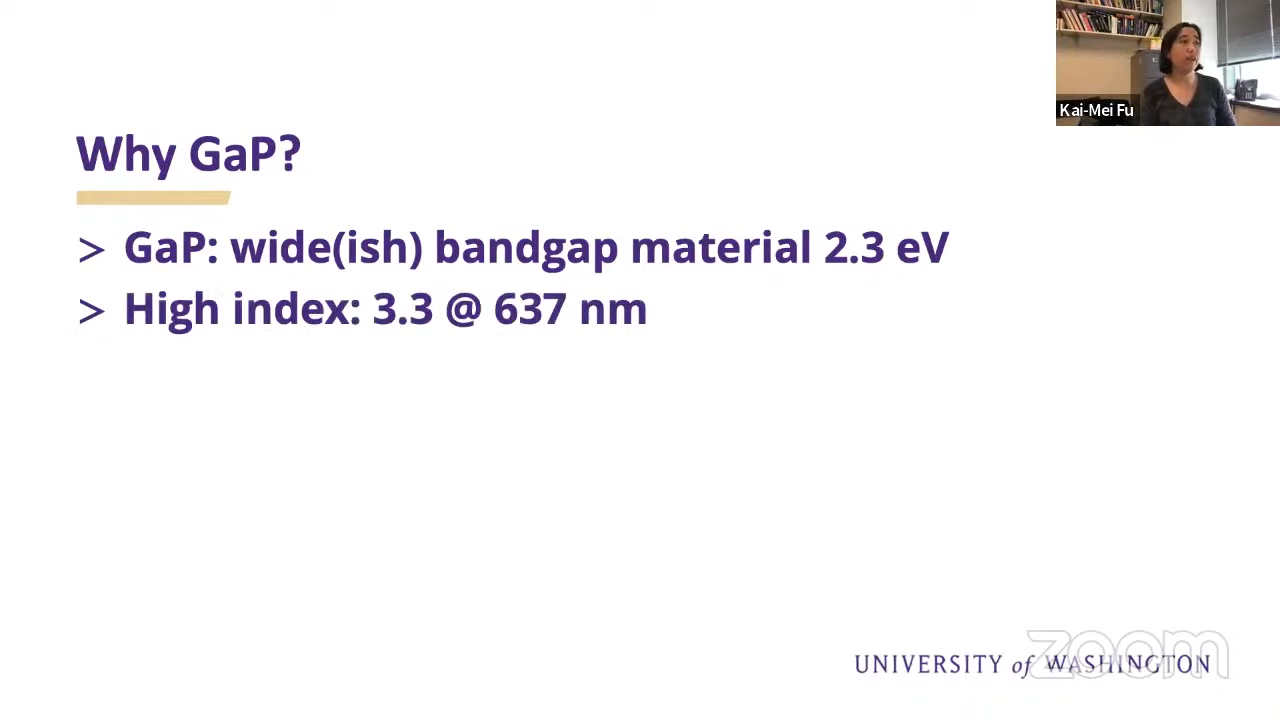 Kai-Mei Fu
Why GaP?
> GaP: wide(ish) bandgap material 2.3 eV
> High index: 3.3 @ 637 nm
zoom
UNIVERSITY of WASHINGTON